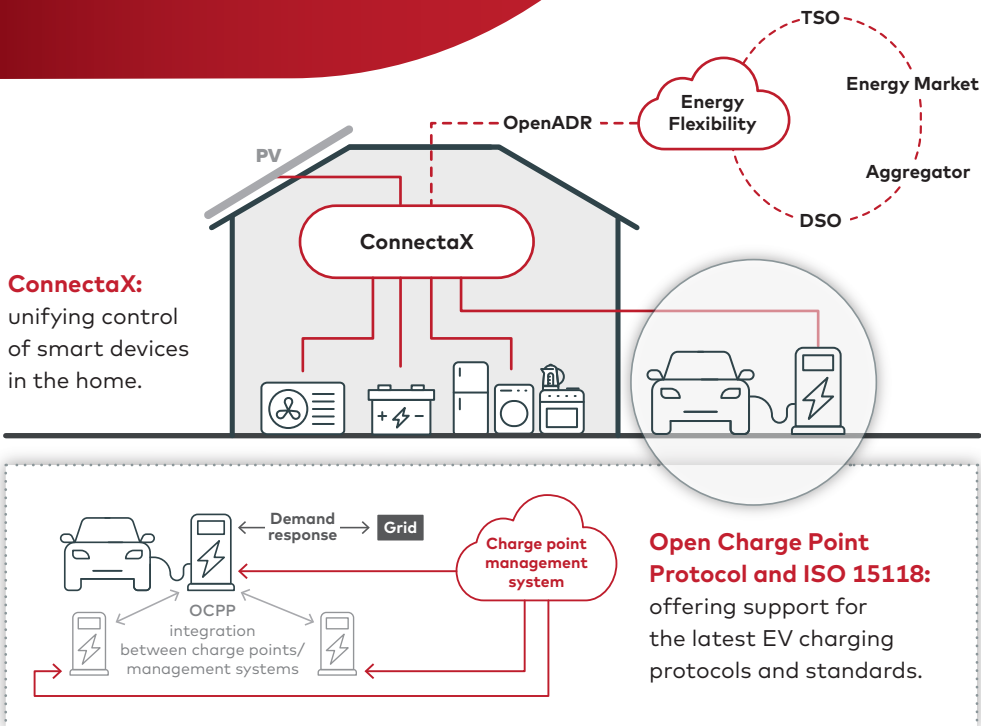 TSO
Energy Market
Energy
Flexibility
OpenADR
PV
Aggregator
DSO
ConnectaX
ConnectaX:
unifying control
of smart devices
in the home.
Demand
response
Grid
Charge point
management
system
OCPP
integration
between charge points/
management systems
Open Charge Point
Protocol and ISO 15118:
offering support for
the latest EV charging
protocols and standards.